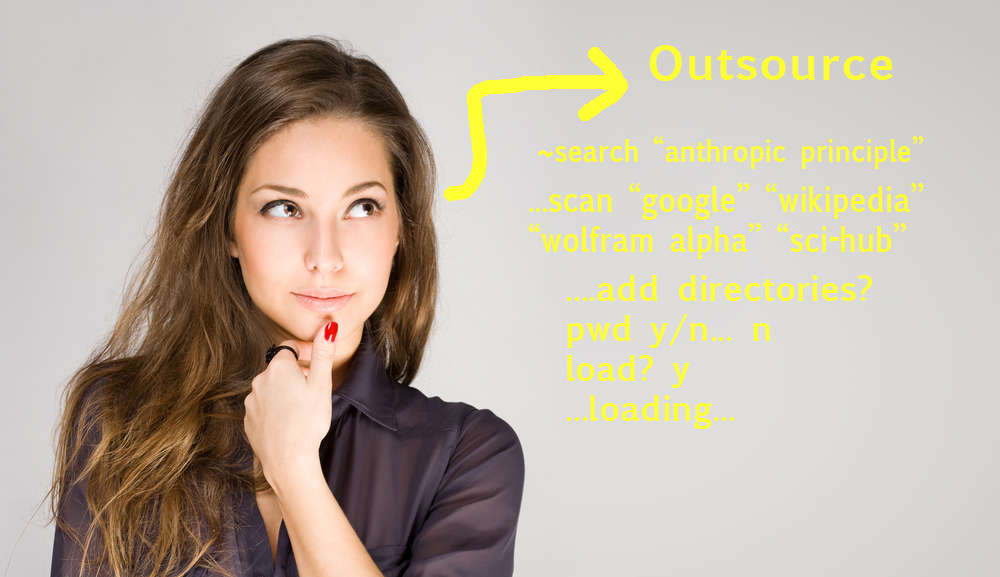 Outsource
~search “anthropic principle”
...scan “google” “wikipedia”
“wolfram alpha” “sci-hub”
....add directories?
pwd y/n... n
load? y
...loading...